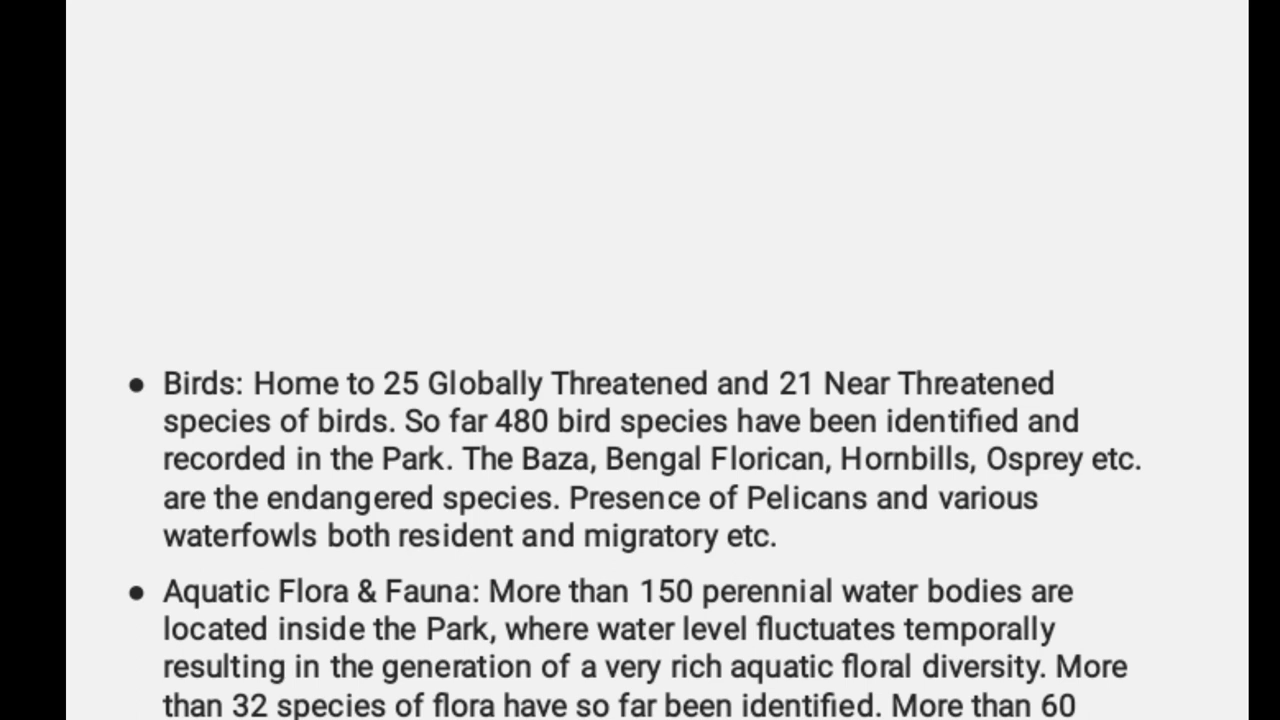 ● Birds: Home to 25 Globally Threatened and 21 Near Threatened
species of birds. So far 480 bird species have been identified and
recorded in the Park. The Baza, Bengal Florican, Hornbills, Osprey etc.
are the endangered species. Presence of Pelicans and various
waterfowls both resident and migratory etc.
● Aquatic Flora & Fauna: More than 150 perennial water bodies are
located inside the Park, where water level fluctuates temporally
resulting in the generation of a very rich aquatic floral diversity. More
than 32 species of flora have so far been identified. More than 60